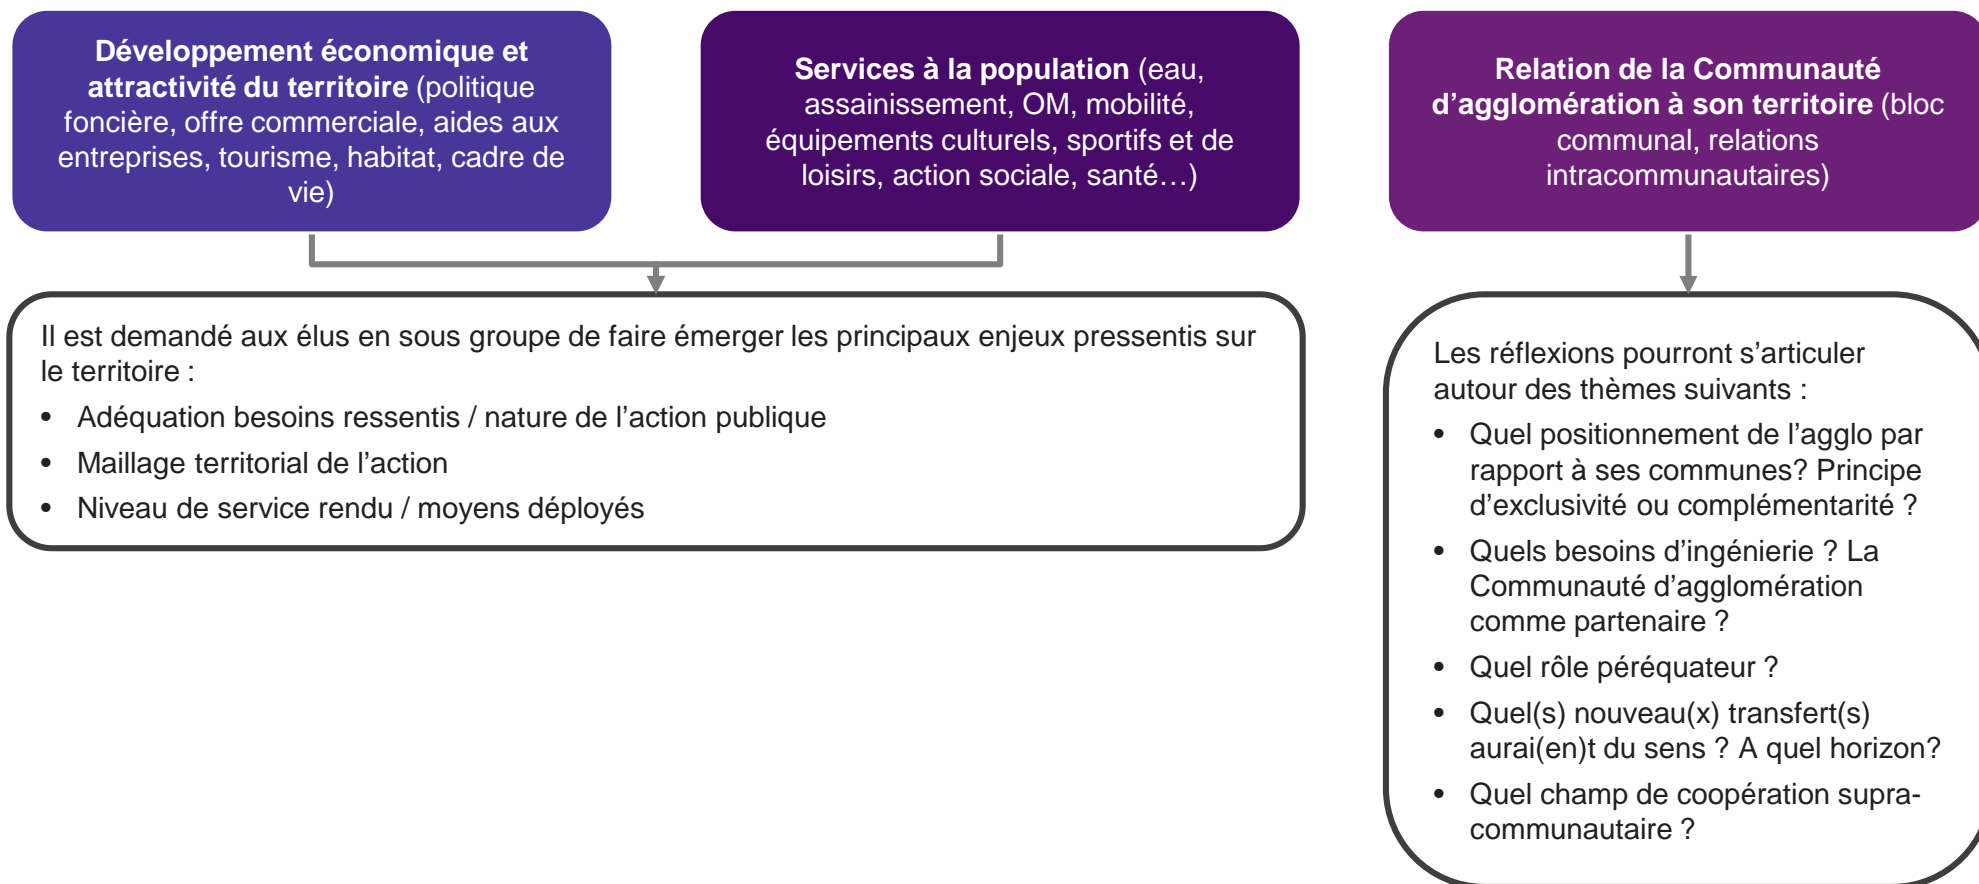 Développement économique et
attractivité du territoire (politique
foncière, offre commerciale, aides aux
entreprises, tourisme, habitat, cadre de
vie)
Services à la population (eau,
assainissement, OM, mobilité,
équipements culturels, sportifs et de
loisirs, action sociale, santé…)
Relation de la Communauté
d’agglomération à son territoire (bloc
communal, relations
intracommunautaires)
Il est demandé aux élus en sous groupe de faire émerger les principaux enjeux pressentis sur
le territoire :
• Adéquation besoins ressentis / nature de l’action publique
• Maillage territorial de l’action
• Niveau de service rendu / moyens déployés
Les réflexions pourront s’articuler
autour des thèmes suivants :
• Quel positionnement de l’agglo par
rapport à ses communes? Principe
d’exclusivité ou complémentarité ?
• Quels besoins d’ingénierie ? La
Communauté d’agglomération
comme partenaire ?
• Quel rôle péréquateur ?
• Quel(s) nouveau(x) transfert(s)
aurai(en)t du sens ? A quel horizon?
• Quel champ de coopération supra-
communautaire ?